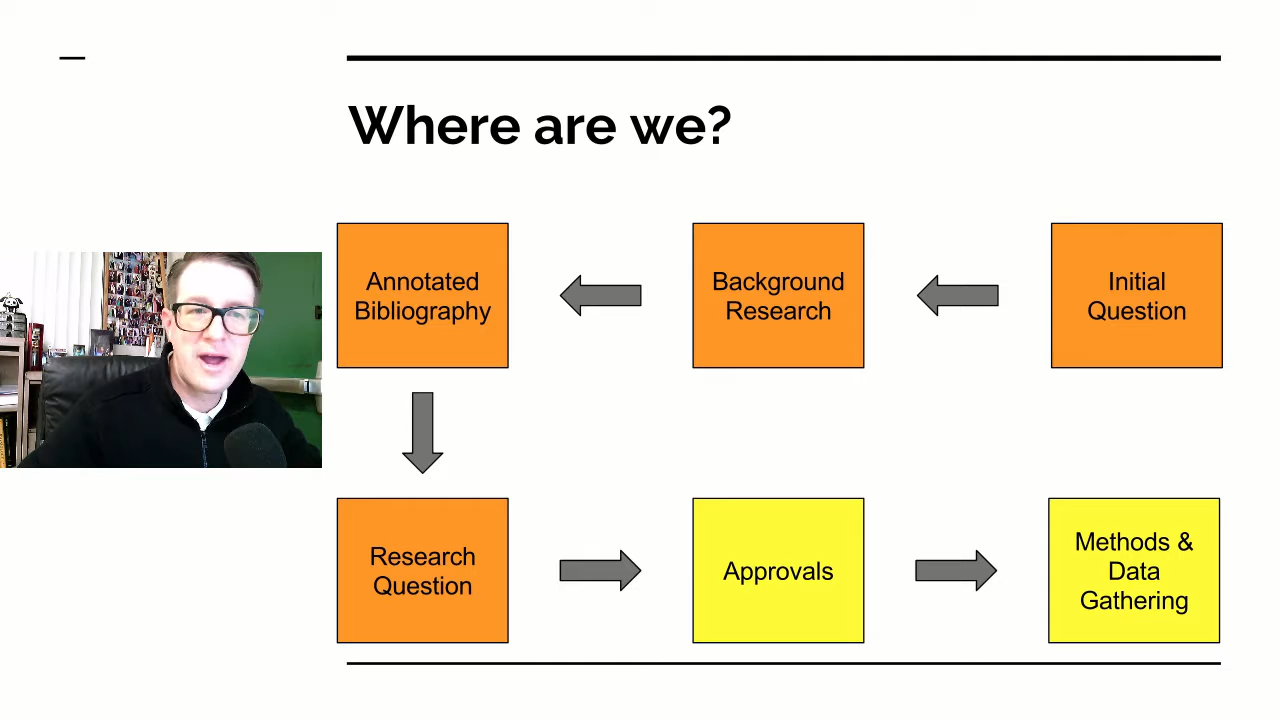 Where are we?
Annotated
Bibliography
Background
Research
Initial
Question
Research
Question
Approvals
Methods &
Data
Gathering